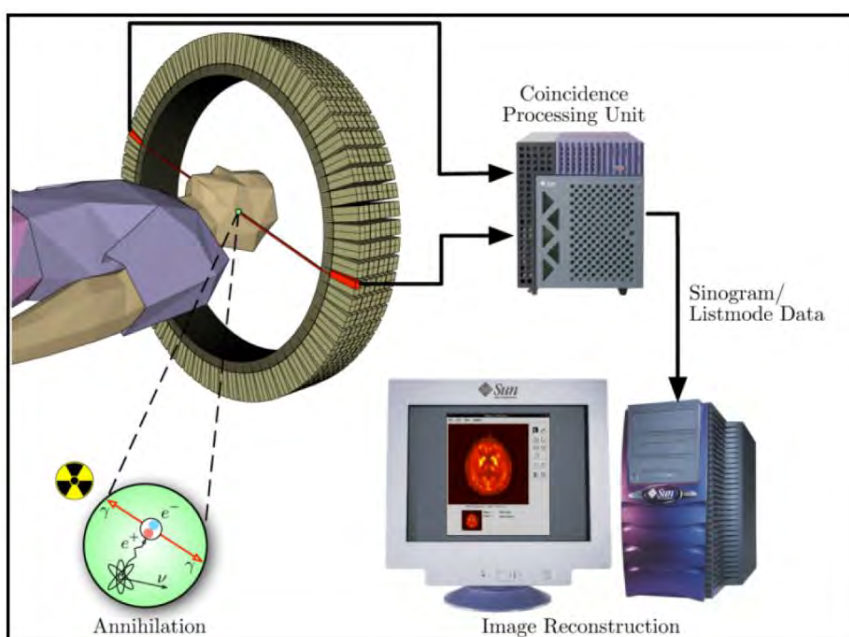 Coincidence
Processing Unit
Sinogram/
Listmode Data
Sun
Sun
γ
e⁻
e⁺
γ
ν
Annihilation
Image Reconstruction